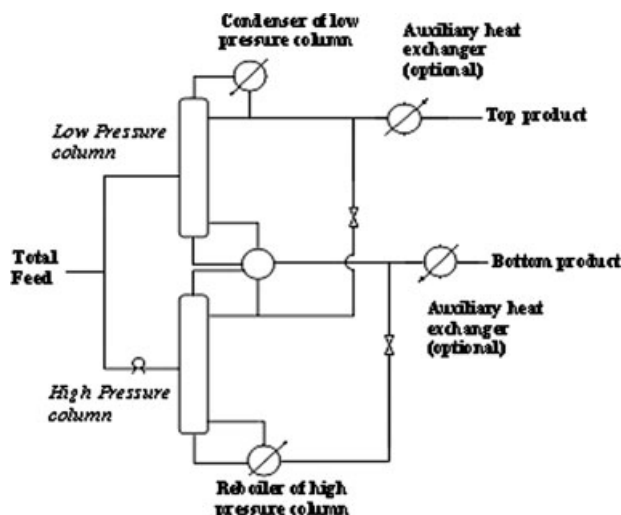 Condenser of low
pressure column
Auxiliary heat
exchanger
(optional)
Low Pressure
column
Top product
Total
Feed
Bottom product
Auxiliary heat
exchanger
(optional)
High Pressure
column
Reboiler of high
pressure column